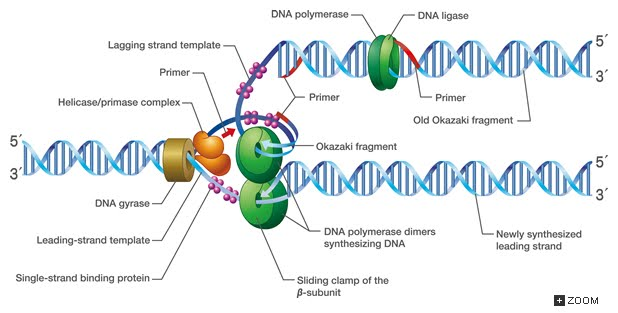 DNA polymerase
DNA ligase
Lagging strand template
5′
3′
Primer
Helicase/primase complex
Primer
Primer
Old Okazaki fragment
5′
3′
Okazaki fragment
5′
3′
DNA gyrase
Leading-strand template
DNA polymerase dimers
synthesizing DNA
Newly synthesized
leading strand
Single-strand binding protein
Sliding clamp of the
β-subunit
+ ZOOM